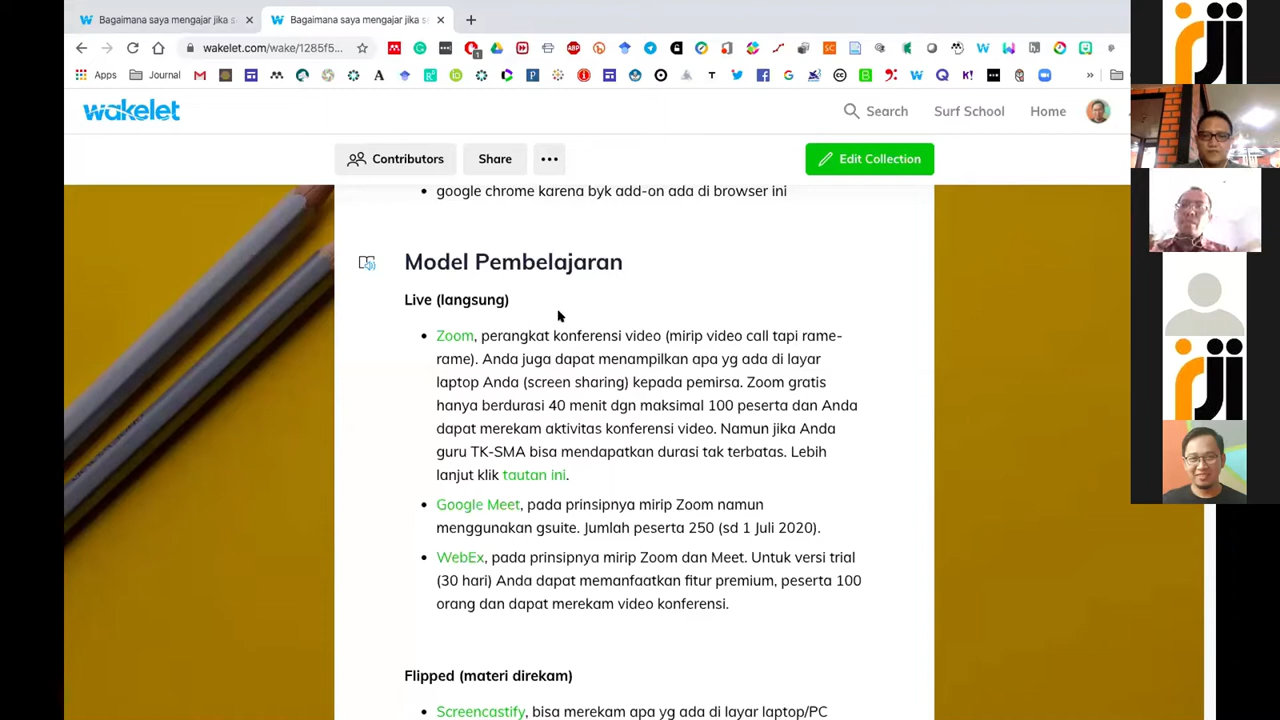 Bagaimana saya mengajar jika s
Bagaimana saya mengajar jika se
wakelet.com/wake/1285f5...
Apps
Journal
wakelet
Search
Surf School
Home
Contributors
Share
Edit Collection
google chrome karena byk add-on ada di browser ini
Model Pembelajaran
Live (langsung)
Zoom, perangkat konferensi video (mirip video call tapi rame-
rame). Anda juga dapat menampilkan apa yg ada di layar
laptop Anda (screen sharing) kepada pemirsa. Zoom gratis
hanya berdurasi 40 menit dgn maksimal 100 peserta dan Anda
dapat merekam aktivitas konferensi video. Namun jika Anda
guru TK-SMA bisa mendapatkan durasi tak terbatas. Lebih
lanjut klik tautan ini.
Google Meet, pada prinsipnya mirip Zoom namun
menggunakan gsuite. Jumlah peserta 250 (sd 1 Juli 2020).
WebEx, pada prinsipnya mirip Zoom dan Meet. Untuk versi trial
(30 hari) Anda dapat memanfaatkan fitur premium, peserta 100
orang dan dapat merekam video konferensi.
Flipped (materi direkam)
Screencastify, bisa merekam apa yg ada di layar laptop/PC